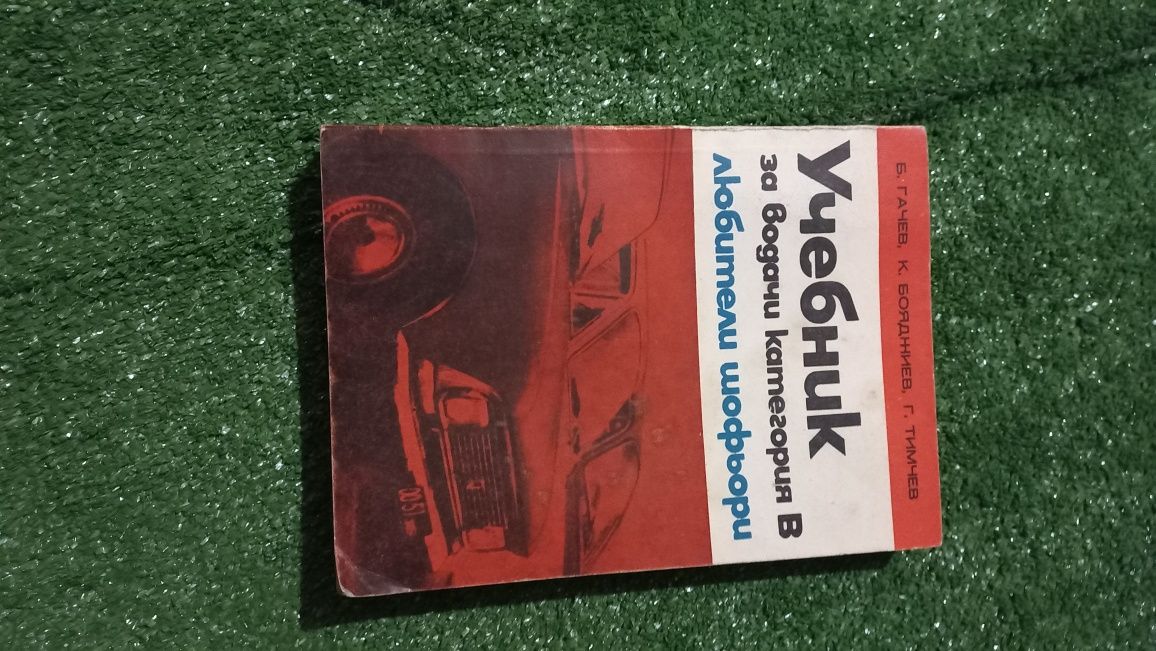 Б. ГАЧЕВ, К. БОЯДЖИЕВ, Г. ТИМЧЕВ
Учебник
за водачи категория В
любители шофьори